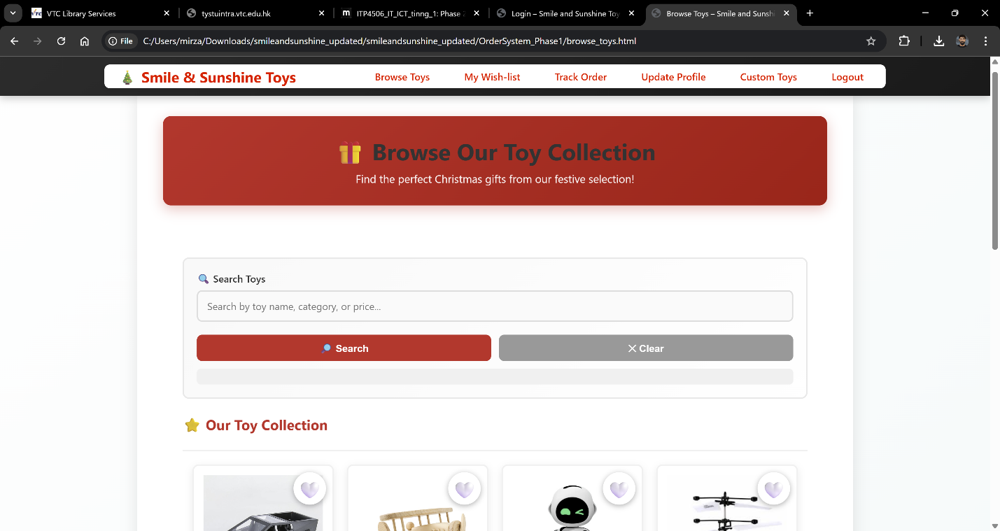 VTC Library Services
tystuintra.vtc.edu.hk
m ITP4506_IT_ICT_tinng_1: Phase
Login – Smile and Sunshine Toy
Browse Toys – Smile and Sunshi
File C:/Users/mirza/Downloads/smileandsunshine_updated/smileandsunshine_updated/OrderSystem_Phase1/browse_toys.html
Smile & Sunshine Toys
Browse Toys
My Wish-list
Track Order
Update Profile
Custom Toys
Logout
Browse Our Toy Collection
Find the perfect Christmas gifts from our festive selection!
Search Toys
Search by toy name, category, or price...
Search
Clear
Our Toy Collection